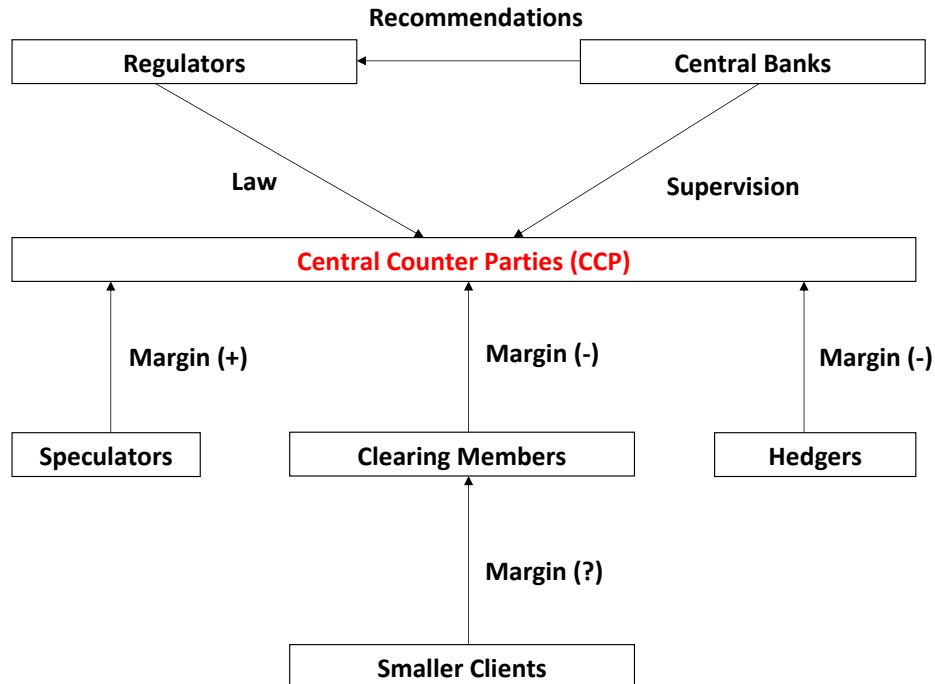 Recommendations
Regulators
Central Banks
Law
Supervision
Central Counter Parties (CCP)
Margin (+)
Margin (-)
Margin (-)
Speculators
Clearing Members
Hedgers
Margin (?)
Smaller Clients